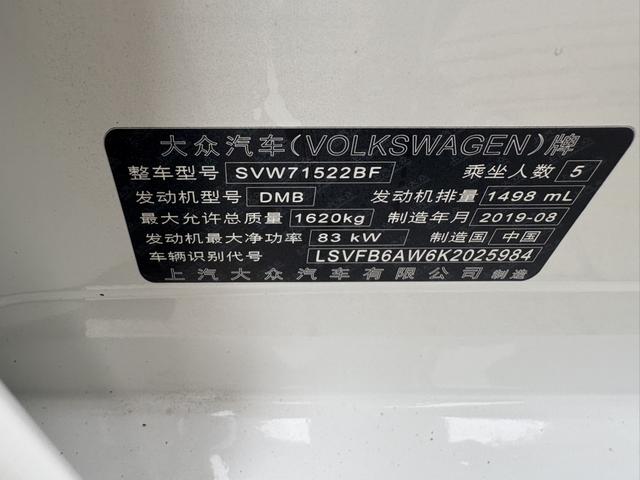 大众汽车(VOLKSWAGEN)牌
整车型号 SVW71522BF 乘坐人数 5
发动机型号 DMB 发动机排量 1498 mL
最大允许总质量 1620kg 制造年月 2019-08
发动机最大净功率 83 kW 制造国 中国
车辆识别代号 LSVFB6AW6K2025984
上汽大众汽车有限公司 制造